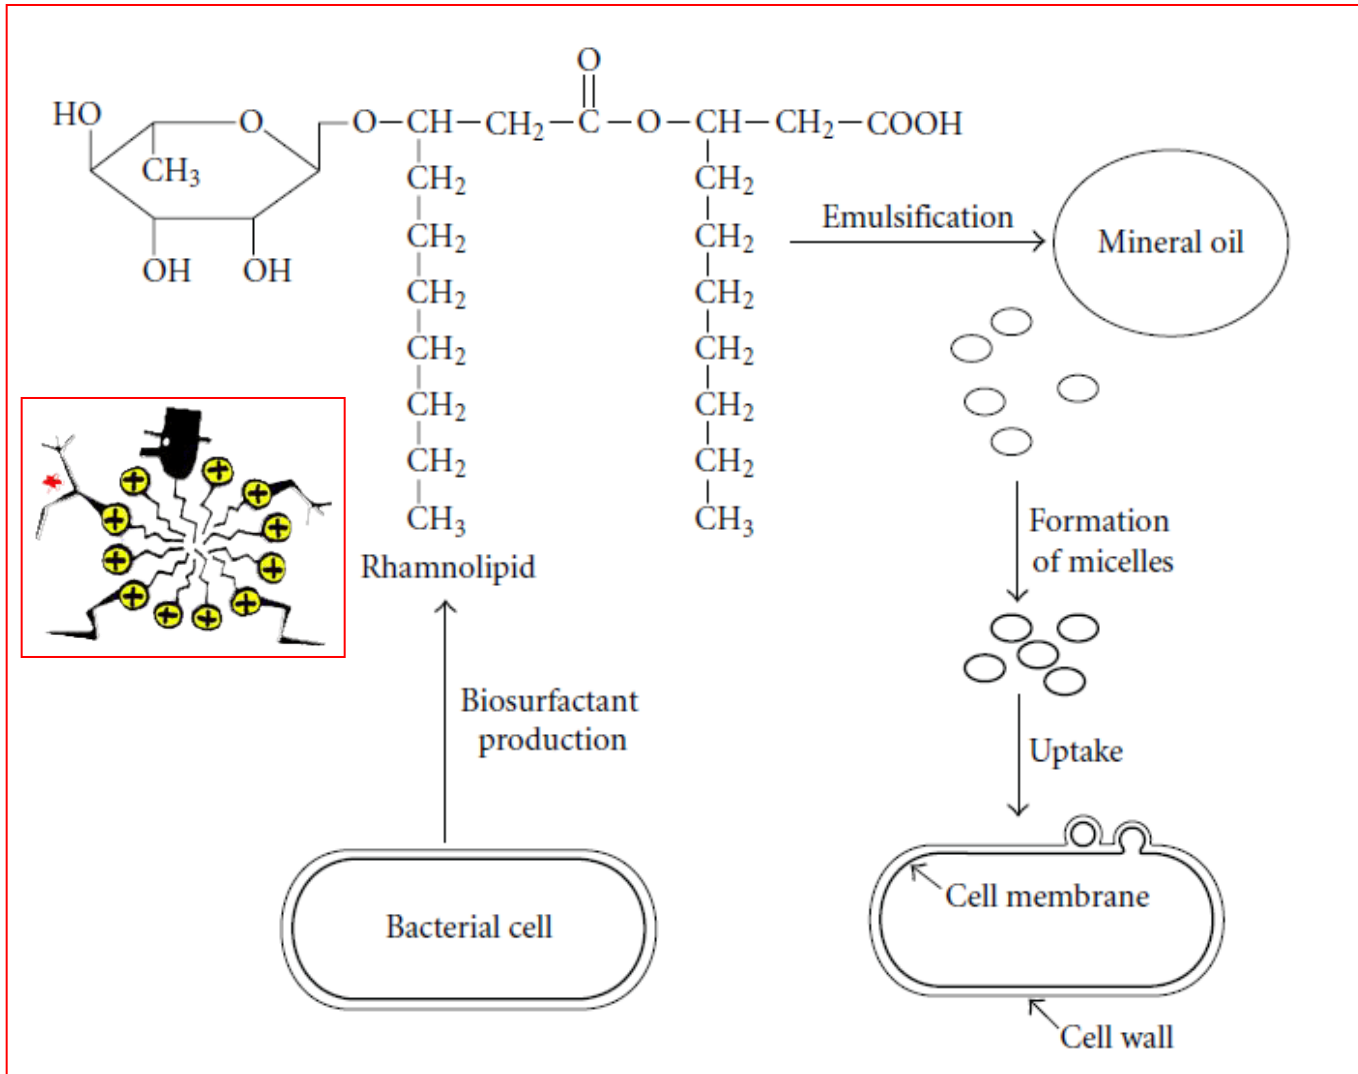 O
HO
O
O—CH—CH₂—C—O—CH—CH₂—COOH
CH₃
OH
OH
CH₂
CH₂
CH₂
CH₂
CH₂
CH₂
CH₃
CH₂
CH₂
CH₂
CH₂
CH₂
CH₂
CH₃
Rhamnolipid
Emulsification
Mineral oil
Formation
of micelles
Uptake
Biosurfactant
production
Bacterial cell
Cell membrane
Cell wall
+
+
+
+
+
+
+
+
+
+
+